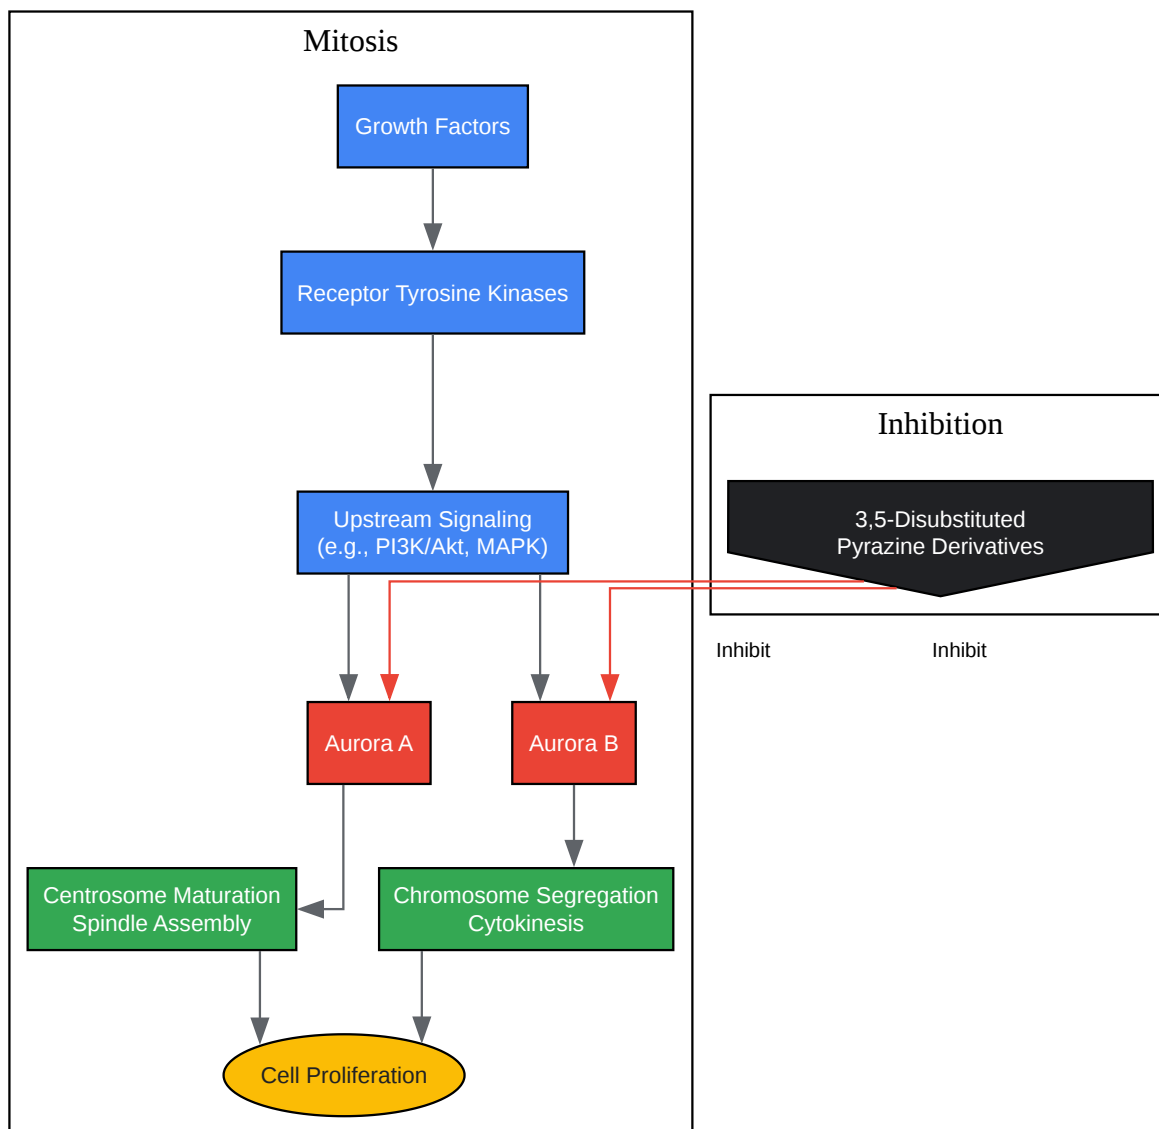 Mitosis
Growth Factors
Receptor Tyrosine Kinases
Inhibition
Upstream Signaling
(e.g., PI3K/Akt, MAPK)
3,5-Disubstituted
Pyrazine Derivatives
Inhibit
Inhibit
Aurora A
Aurora B
Centrosome Maturation
Spindle Assembly
Chromosome Segregation
Cytokinesis
Cell Proliferation